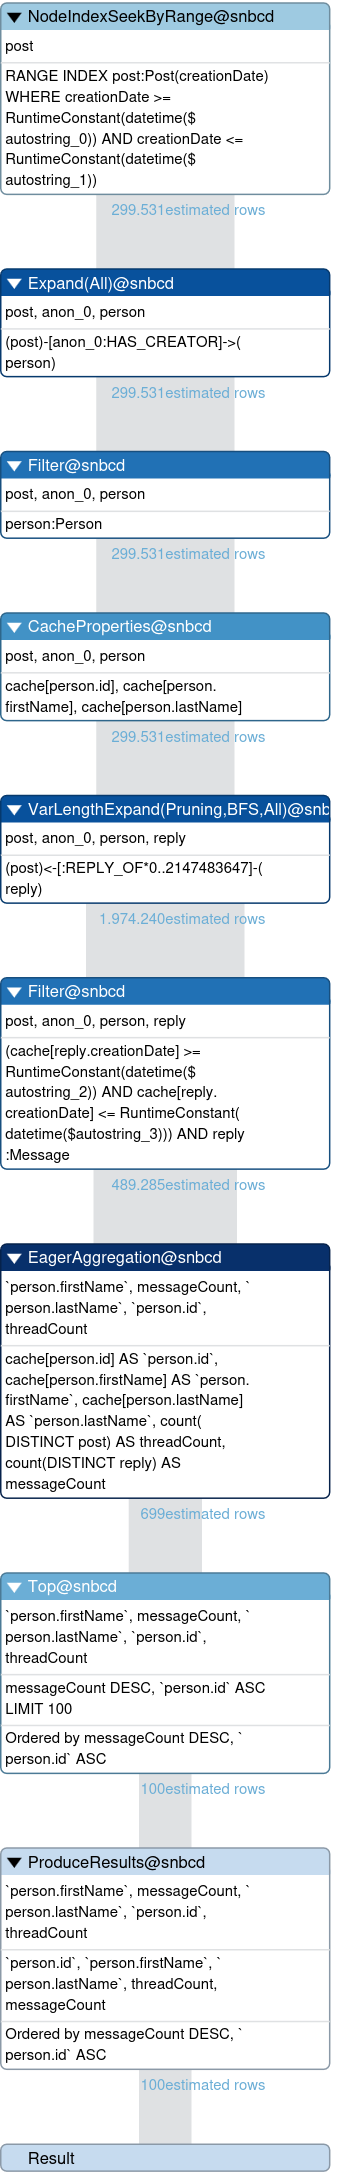 NodeIndexSeekByRange@snbcd
post
RANGE INDEX post:Post(creationDate)
WHERE creationDate >=
RuntimeConstant(datetime($
autostring_0)) AND creationDate <=
RuntimeConstant(datetime($
autostring_1))
299.531estimated rows
Expand(All)@snbcd
post, anon_0, person
(post)-[anon_0:HAS_CREATOR]->(
person)
299.531estimated rows
Filter@snbcd
post, anon_0, person
person:Person
299.531estimated rows
CacheProperties@snbcd
post, anon_0, person
cache[person.id], cache[person.
firstName], cache[person.lastName]
299.531estimated rows
VarLengthExpand(Pruning,BFS,All)@snb
post, anon_0, person, reply
(post)<-[:REPLY_OF*0..2147483647]-(
reply)
1.974.240estimated rows
Filter@snbcd
post, anon_0, person, reply
(cache[reply.creationDate] >=
RuntimeConstant(datetime($
autostring_2)) AND cache[reply.
creationDate] <= RuntimeConstant(
datetime($autostring_3))) AND reply
:Message
489.285estimated rows
EagerAggregation@snbcd
`person.firstName`, messageCount, `
person.lastName`, `person.id`,
threadCount
cache[person.id] AS `person.id`,
cache[person.firstName] AS `person.
firstName`, cache[person.lastName]
AS `person.lastName`, count(
DISTINCT post) AS threadCount,
count(DISTINCT reply) AS
messageCount
699estimated rows
Top@snbcd
`person.firstName`, messageCount, `
person.lastName`, `person.id`,
threadCount
messageCount DESC, `person.id` ASC
LIMIT 100
Ordered by messageCount DESC, `
person.id` ASC
100estimated rows
ProduceResults@snbcd
`person.firstName`, messageCount, `
person.lastName`, `person.id`,
threadCount
`person.id`, `person.firstName`, `
person.lastName`, threadCount,
messageCount
Ordered by messageCount DESC, `
person.id` ASC
100estimated rows
Result